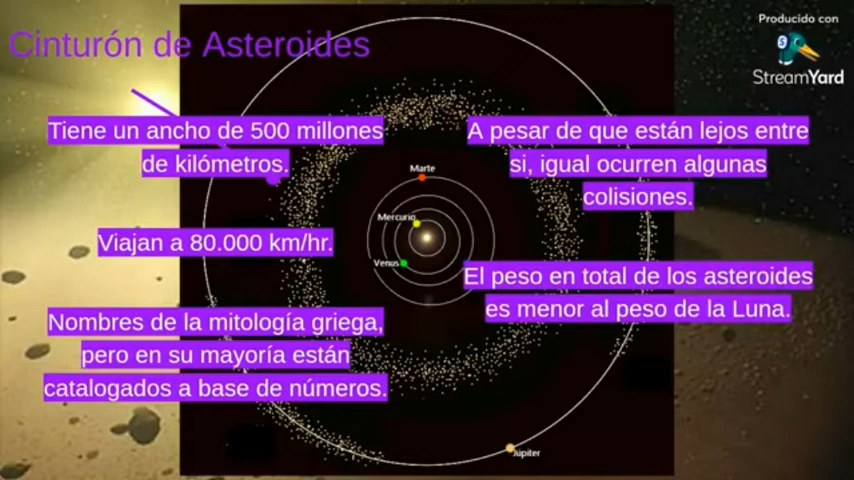 Cinturón de Asteroides
Producido con
StreamYard
Tiene un ancho de 500 millones
de kilómetros.
A pesar de que están lejos entre
si, igual ocurren algunas
colisiones.
Marte
Mercurio
Venus
Viajan a 80.000 km/hr.
El peso en total de los asteroides
es menor al peso de la Luna.
Nombres de la mitología griega,
pero en su mayoría están
catalogados a base de números.
Júpiter